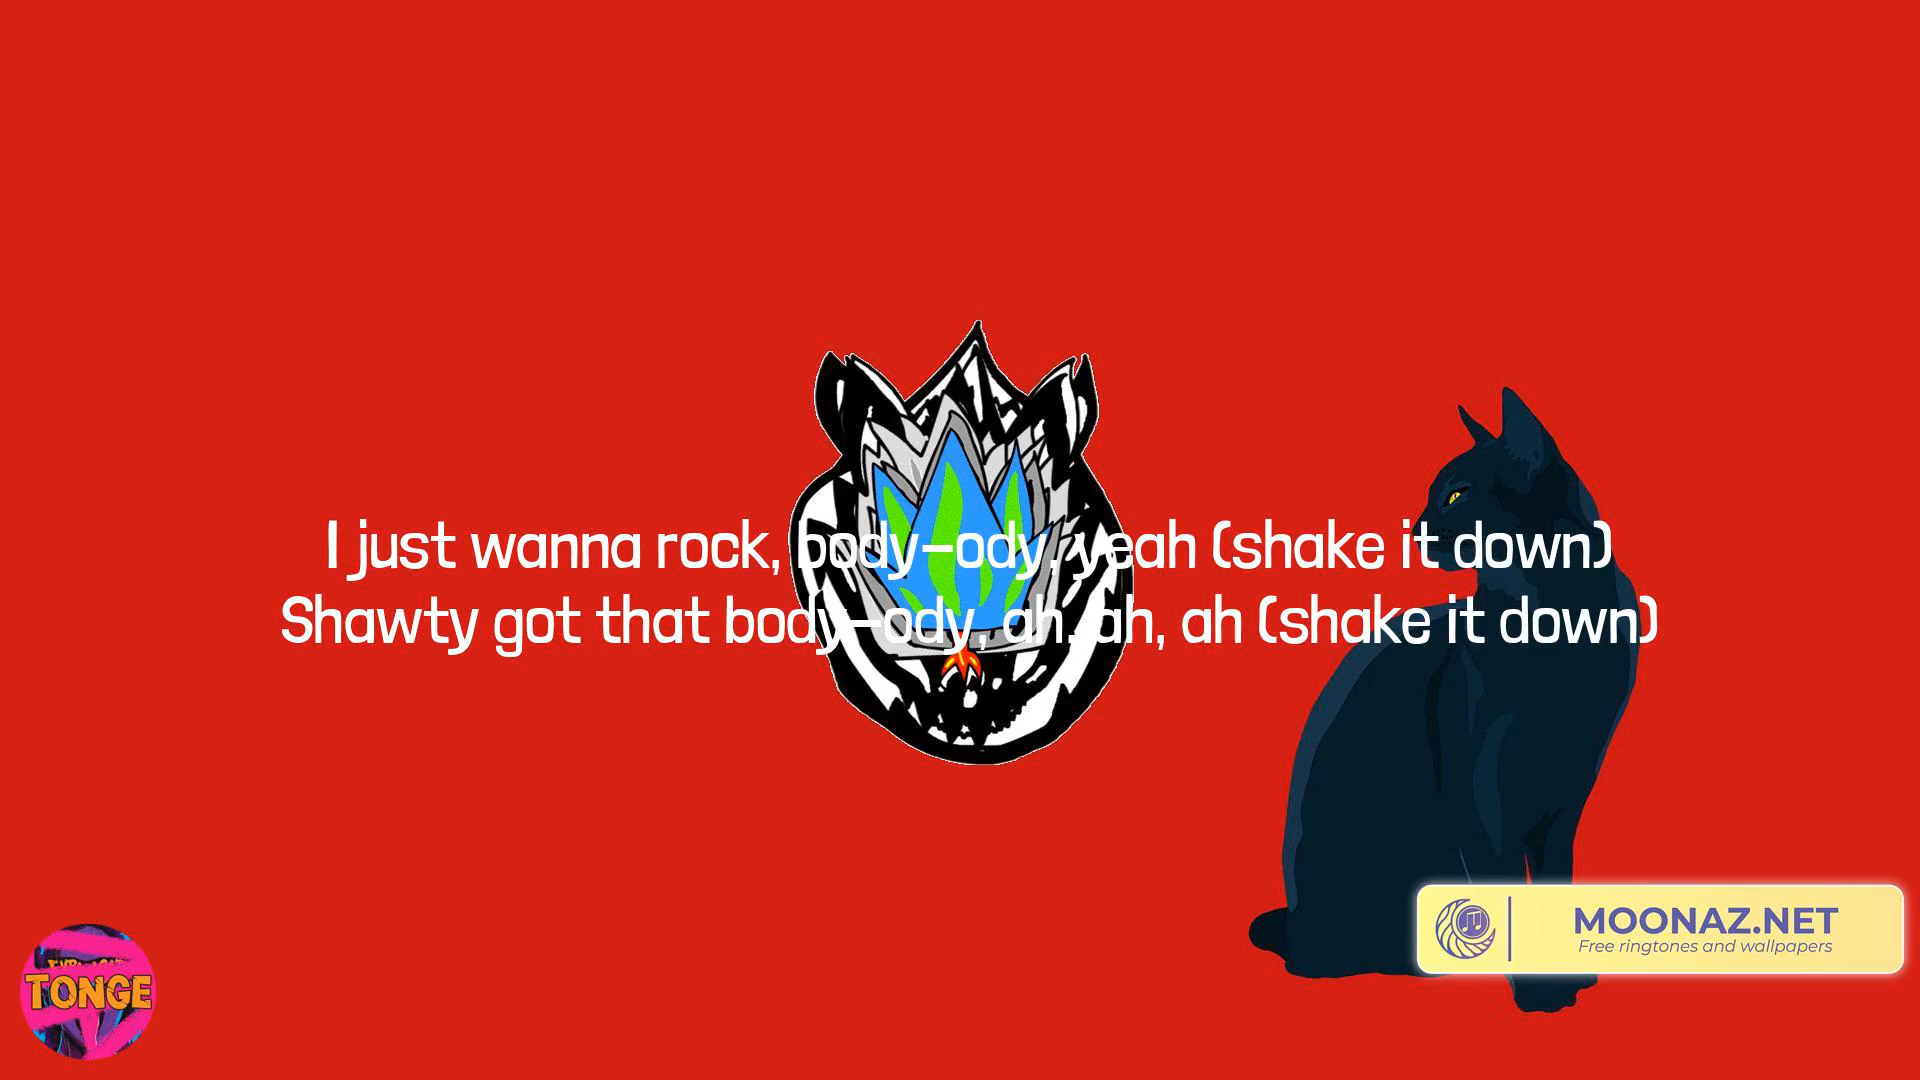 I just wanna rock, body-ody, yeah (shake it down)
Shawty got that body-ody, ah, ah, ah (shake it down)
MOONAZ.NET
Free ringtones and wallpapers
TONGE